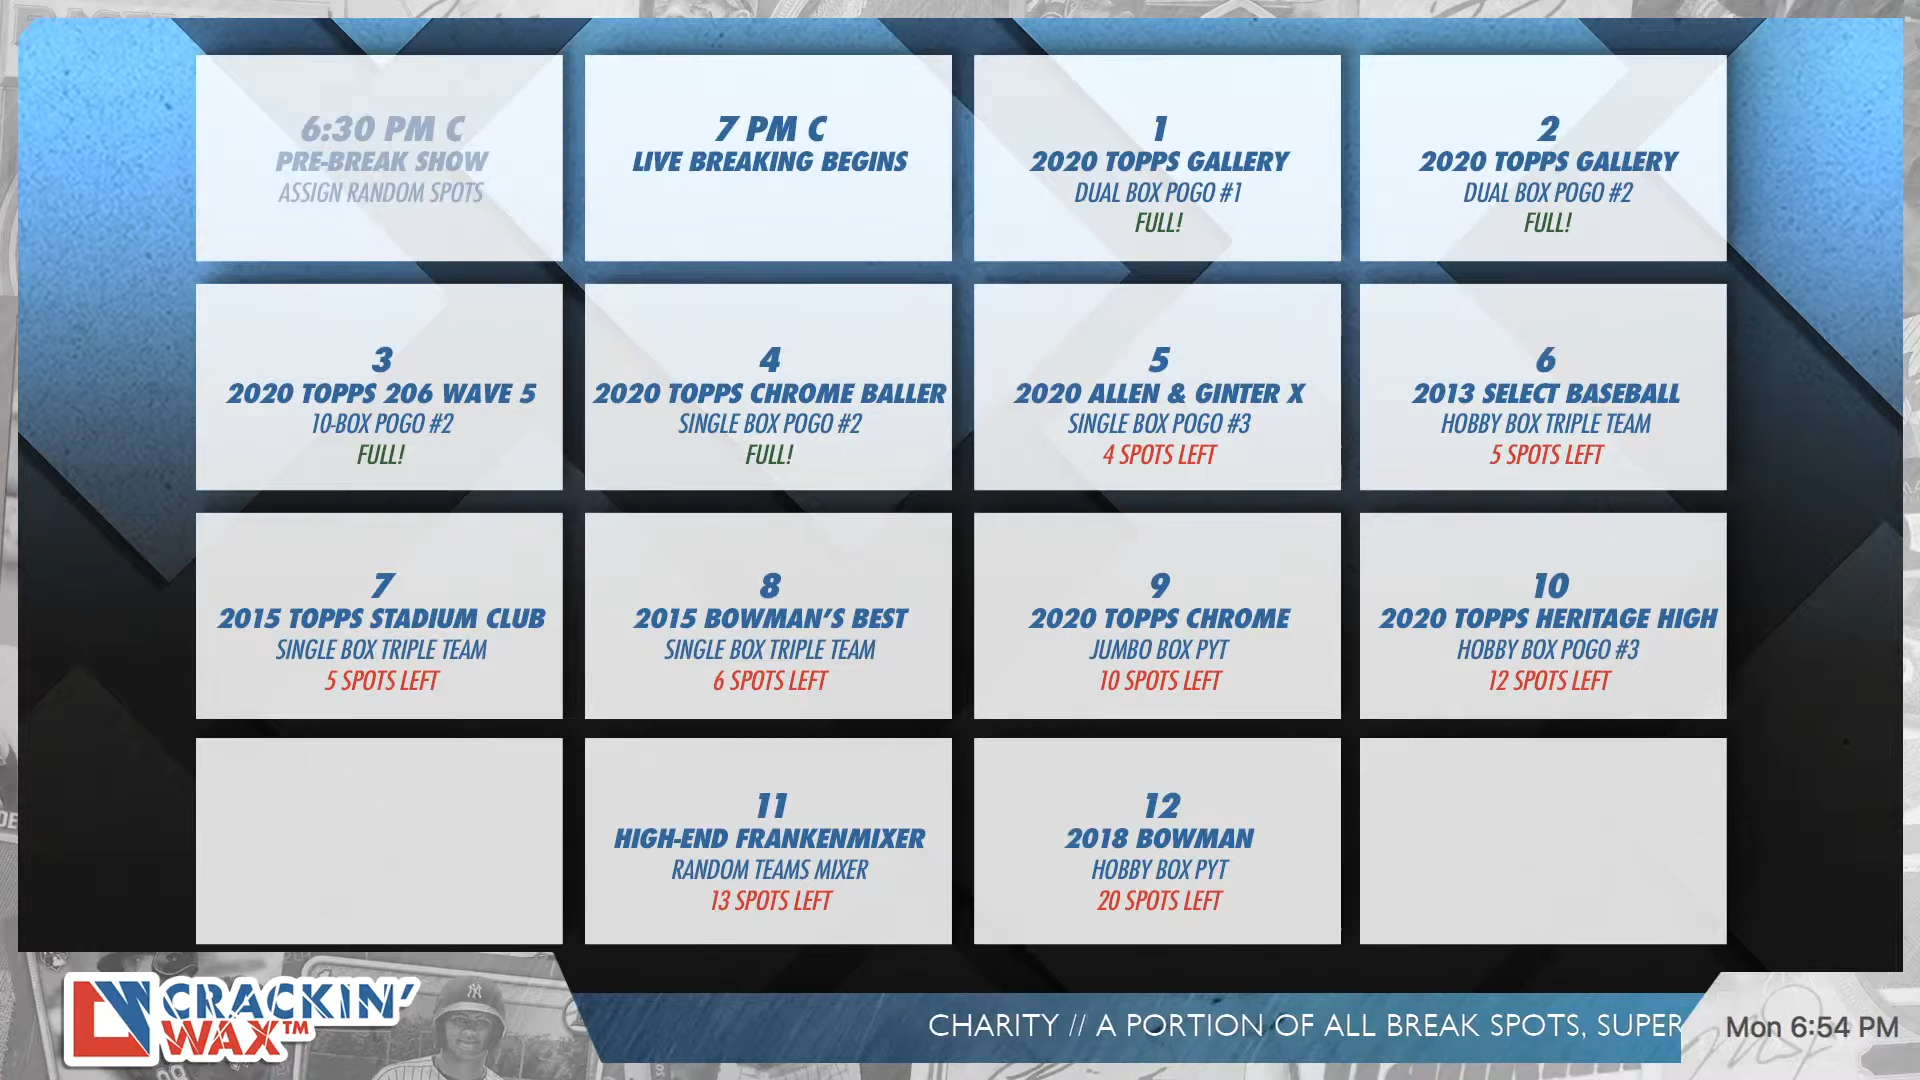 6:30 PM C
PRE-BREAK SHOW
ASSIGN RANDOM SPOTS
7 PM C
LIVE BREAKING BEGINS
1
2020 TOPPS GALLERY
DUAL BOX POGO #1
FULL!
2
2020 TOPPS GALLERY
DUAL BOX POGO #2
FULL!
3
2020 TOPPS 206 WAVE 5
10-BOX POGO #2
FULL!
4
2020 TOPPS CHROME BALLER
SINGLE BOX POGO #2
FULL!
5
2020 ALLEN & GINTER X
SINGLE BOX POGO #3
4 SPOTS LEFT
6
2013 SELECT BASEBALL
HOBBY BOX TRIPLE TEAM
5 SPOTS LEFT
7
2015 TOPPS STADIUM CLUB
SINGLE BOX TRIPLE TEAM
5 SPOTS LEFT
8
2015 BOWMAN'S BEST
SINGLE BOX TRIPLE TEAM
6 SPOTS LEFT
9
2020 TOPPS CHROME
JUMBO BOX PYT
10 SPOTS LEFT
10
2020 TOPPS HERITAGE HIGH
HOBBY BOX POGO #3
12 SPOTS LEFT
11
HIGH-END FRANKENMIXER
RANDOM TEAMS MIXER
13 SPOTS LEFT
12
2018 BOWMAN
HOBBY BOX PYT
20 SPOTS LEFT
CRACKIN'
WAX™
CHARITY // A PORTION OF ALL BREAK SPOTS, SUPER
Mon 6:54 PM